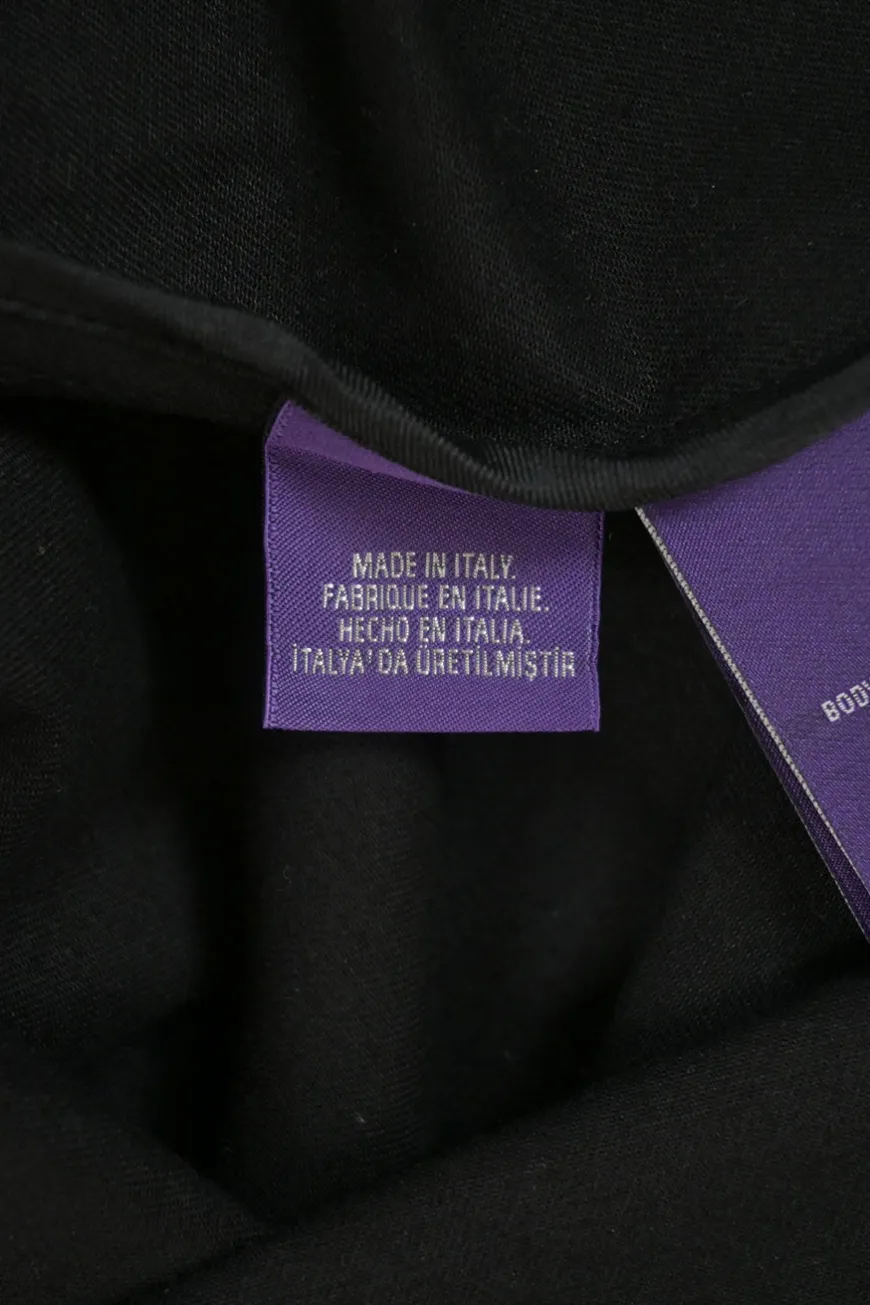 MADE IN ITALY.
FABRIQUE EN ITALIE.
HECHO EN ITALIA.
İTALYA'DA ÜRETİLMİŞTİR